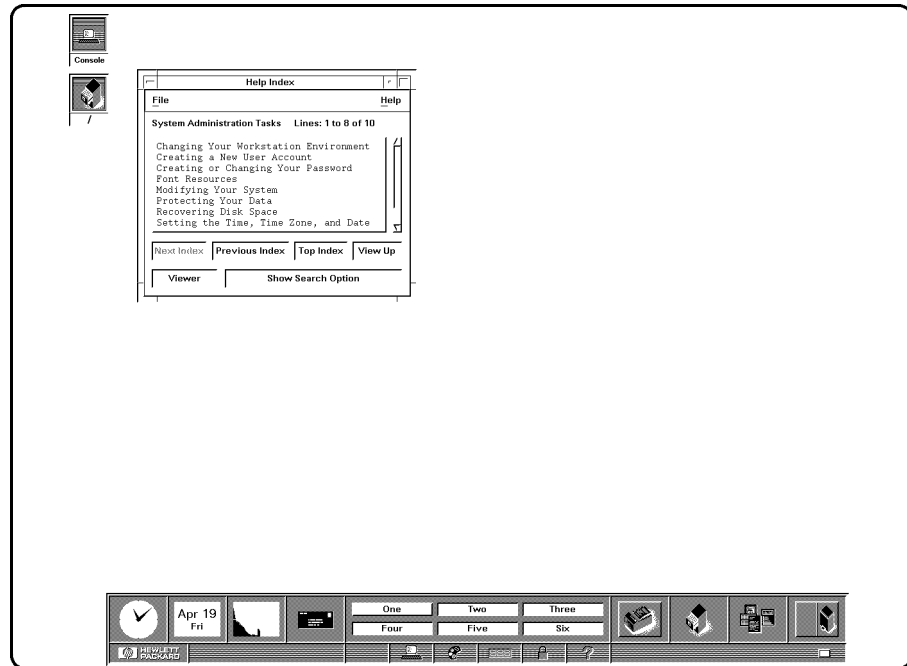 Console
/
Help Index
File Help
System Administration Tasks Lines: 1 to 8 of 10
Changing Your Workstation Environment
Creating a New User Account
Creating or Changing Your Password
Font Resources
Modifying Your System
Protecting Your Data
Recovering Disk Space
Setting the Time, Time Zone, and Date
Next Index Previous Index Top Index View Up
Viewer Show Search Option
Apr 19
Fri
One Two Three
Four Five Six
hp HEWLETT
PACKARD